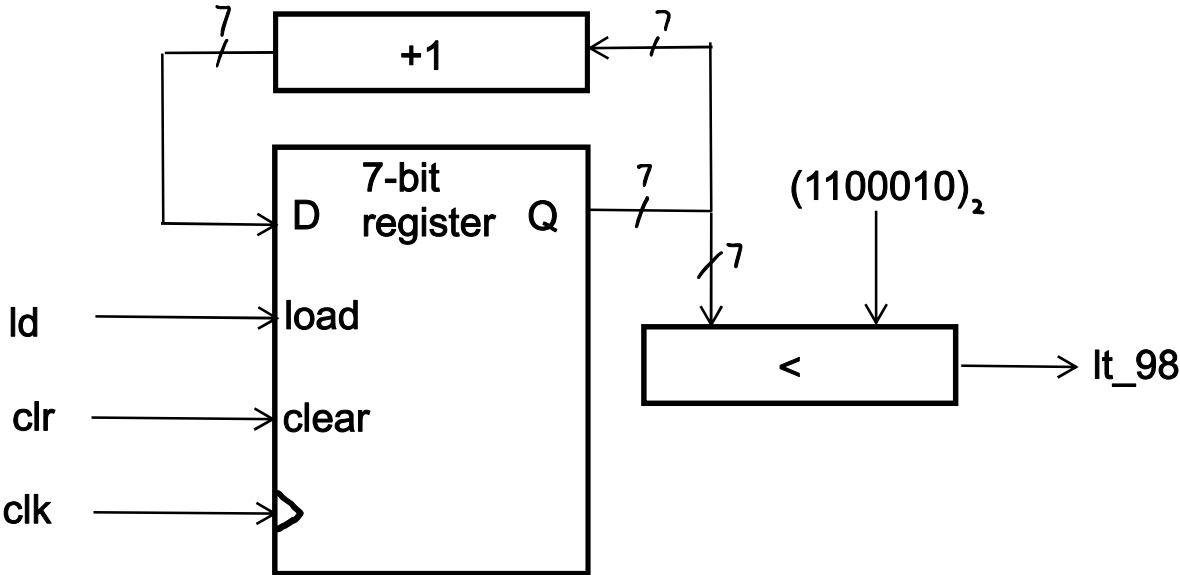 7
+1
7
7-bit
register
D
Q
7
(1100010)₂
7
ld
load
<
lt_98
clr
clear
clk